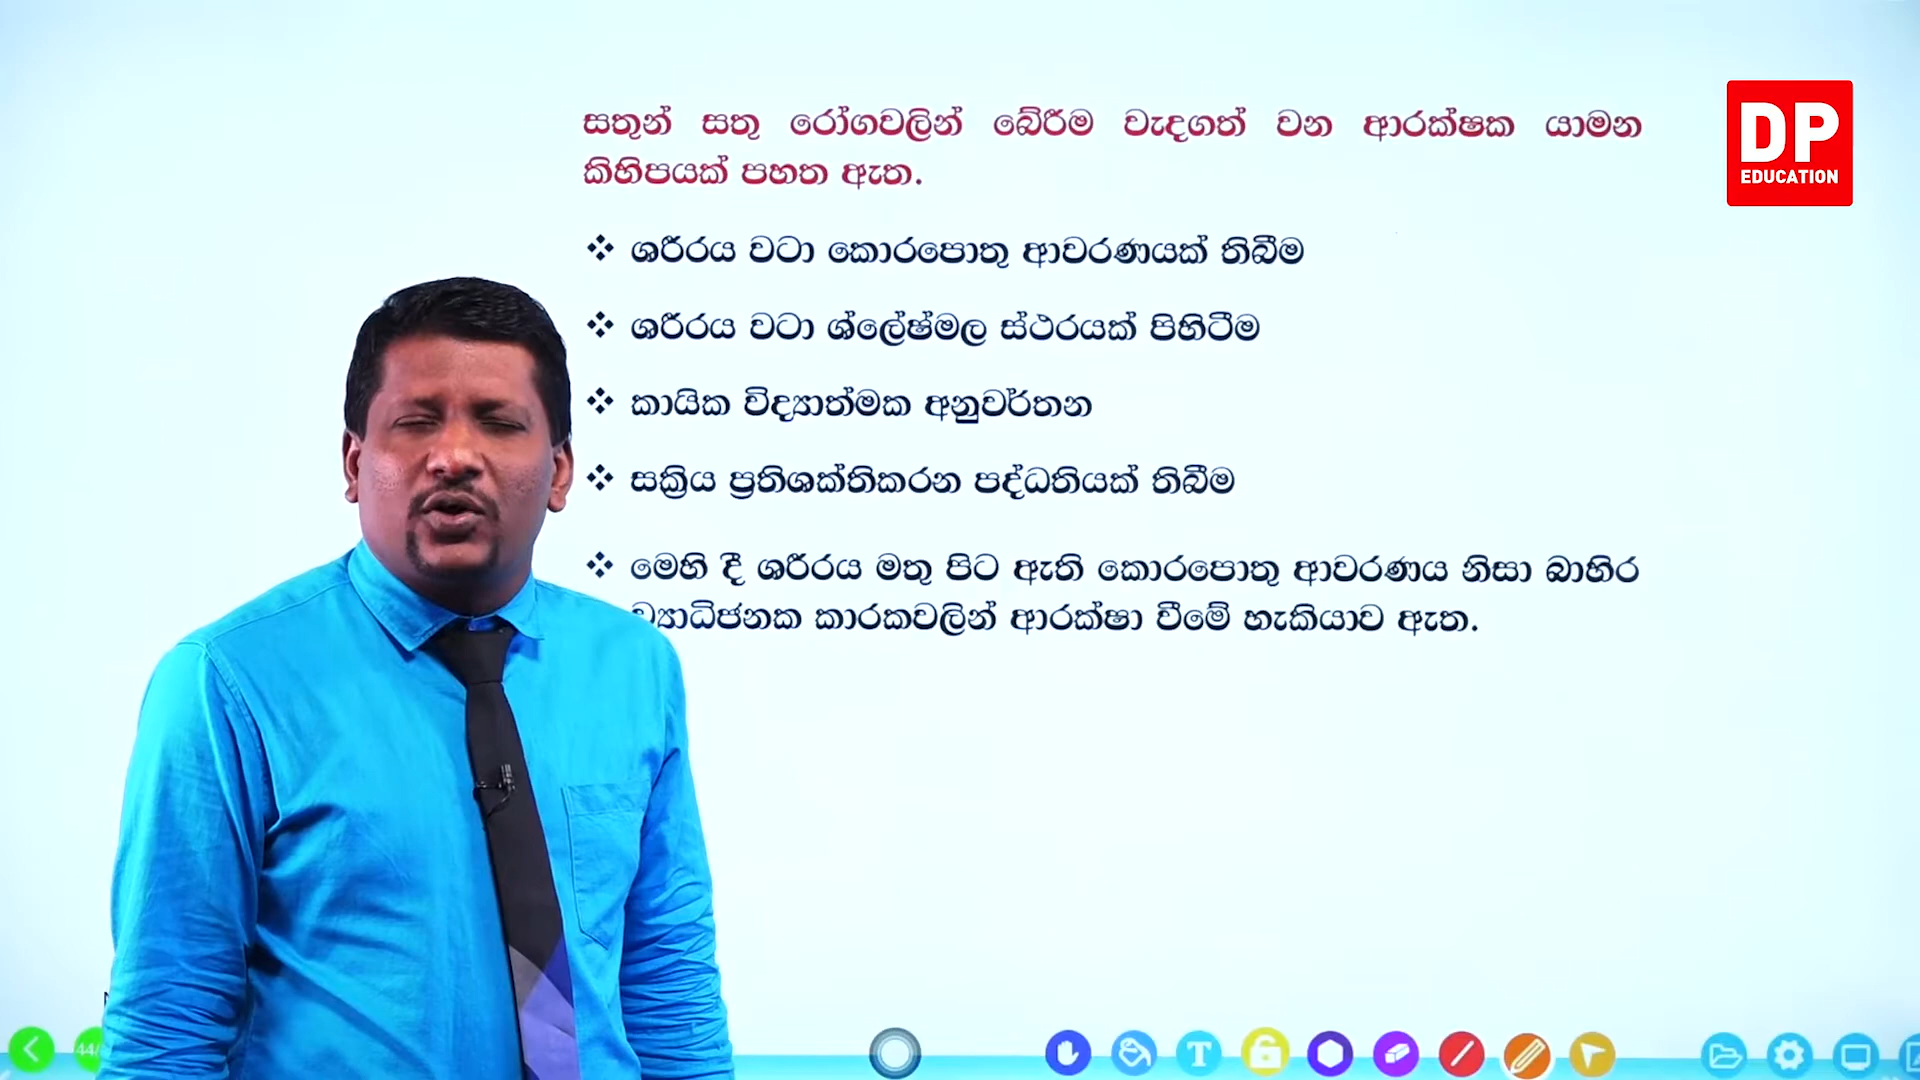 සතුන් සතු රෝගවලින් බේරීම වැදගත් වන ආරක්ෂක යාමන
කිහිපයක් පහත ඇත.
DP
EDUCATION
❖ ශරීරය වටා කොරපොතු ආවරණයක් තිබීම
❖ ශරීරය වටා ශ්ලේෂ්මල ස්ථරයක් පිහිටීම
❖ කායික විද්‍යාත්මක අනුවර්තන
❖ සක්‍රිය ප්‍රතිශක්තිකරන පද්ධතියක් තිබීම
❖ මෙහි දී ශරීරය මතු පිට ඇති කොරපොතු ආවරණය නිසා බාහිර
ව්‍යාධිජනක කාරකවලින් ආරක්ෂා වීමේ හැකියාව ඇත.
44/
T